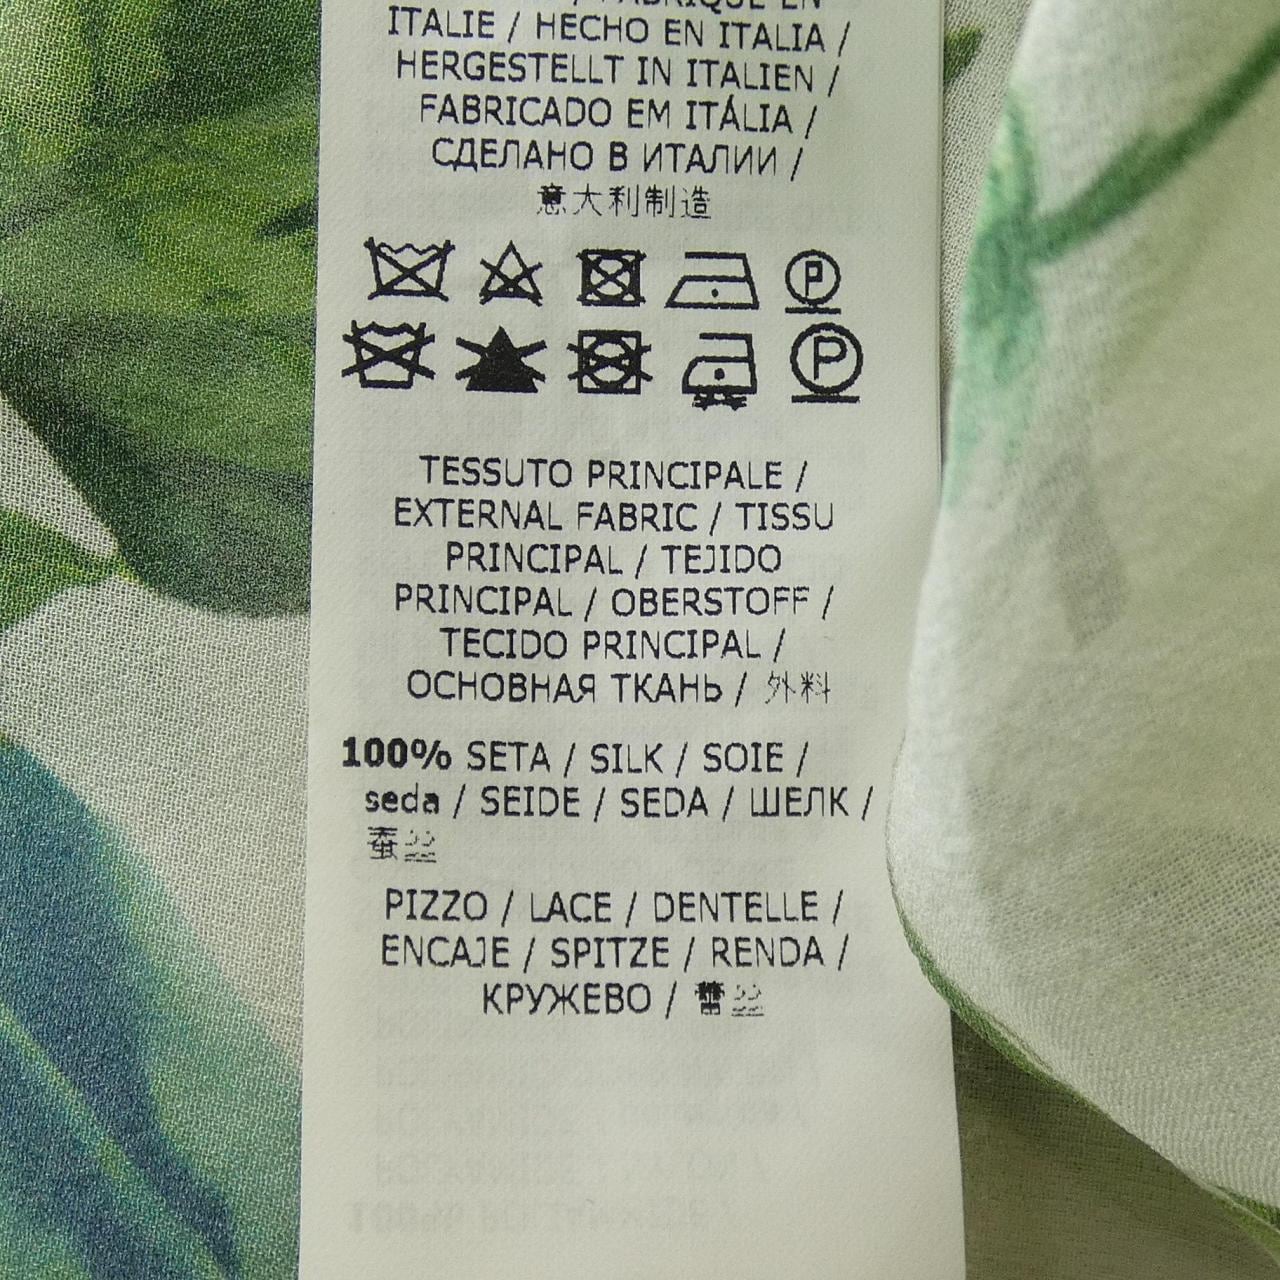 FABRIQUÉ EN
ITALIE / HECHO EN ITALIA /
HERGESTELLT IN ITALIEN /
FABRICADO EM ITÁLIA /
СДЕЛАНО В ИТАЛИИ /
意大利制造
P
P
TESSUTO PRINCIPALE /
EXTERNAL FABRIC / TISSU
PRINCIPAL / TEJIDO
PRINCIPAL / OBERSTOFF /
TECIDO PRINCIPAL /
ОСНОВНАЯ ТКАНЬ / 外料
100% SETA / SILK / SOIE /
seda / SEIDE / SEDA / ШЕЛК /
蚕丝
PIZZO / LACE / DENTELLE /
ENCAJE / SPITZE / RENDA /
КРУЖЕВО / 蕾丝